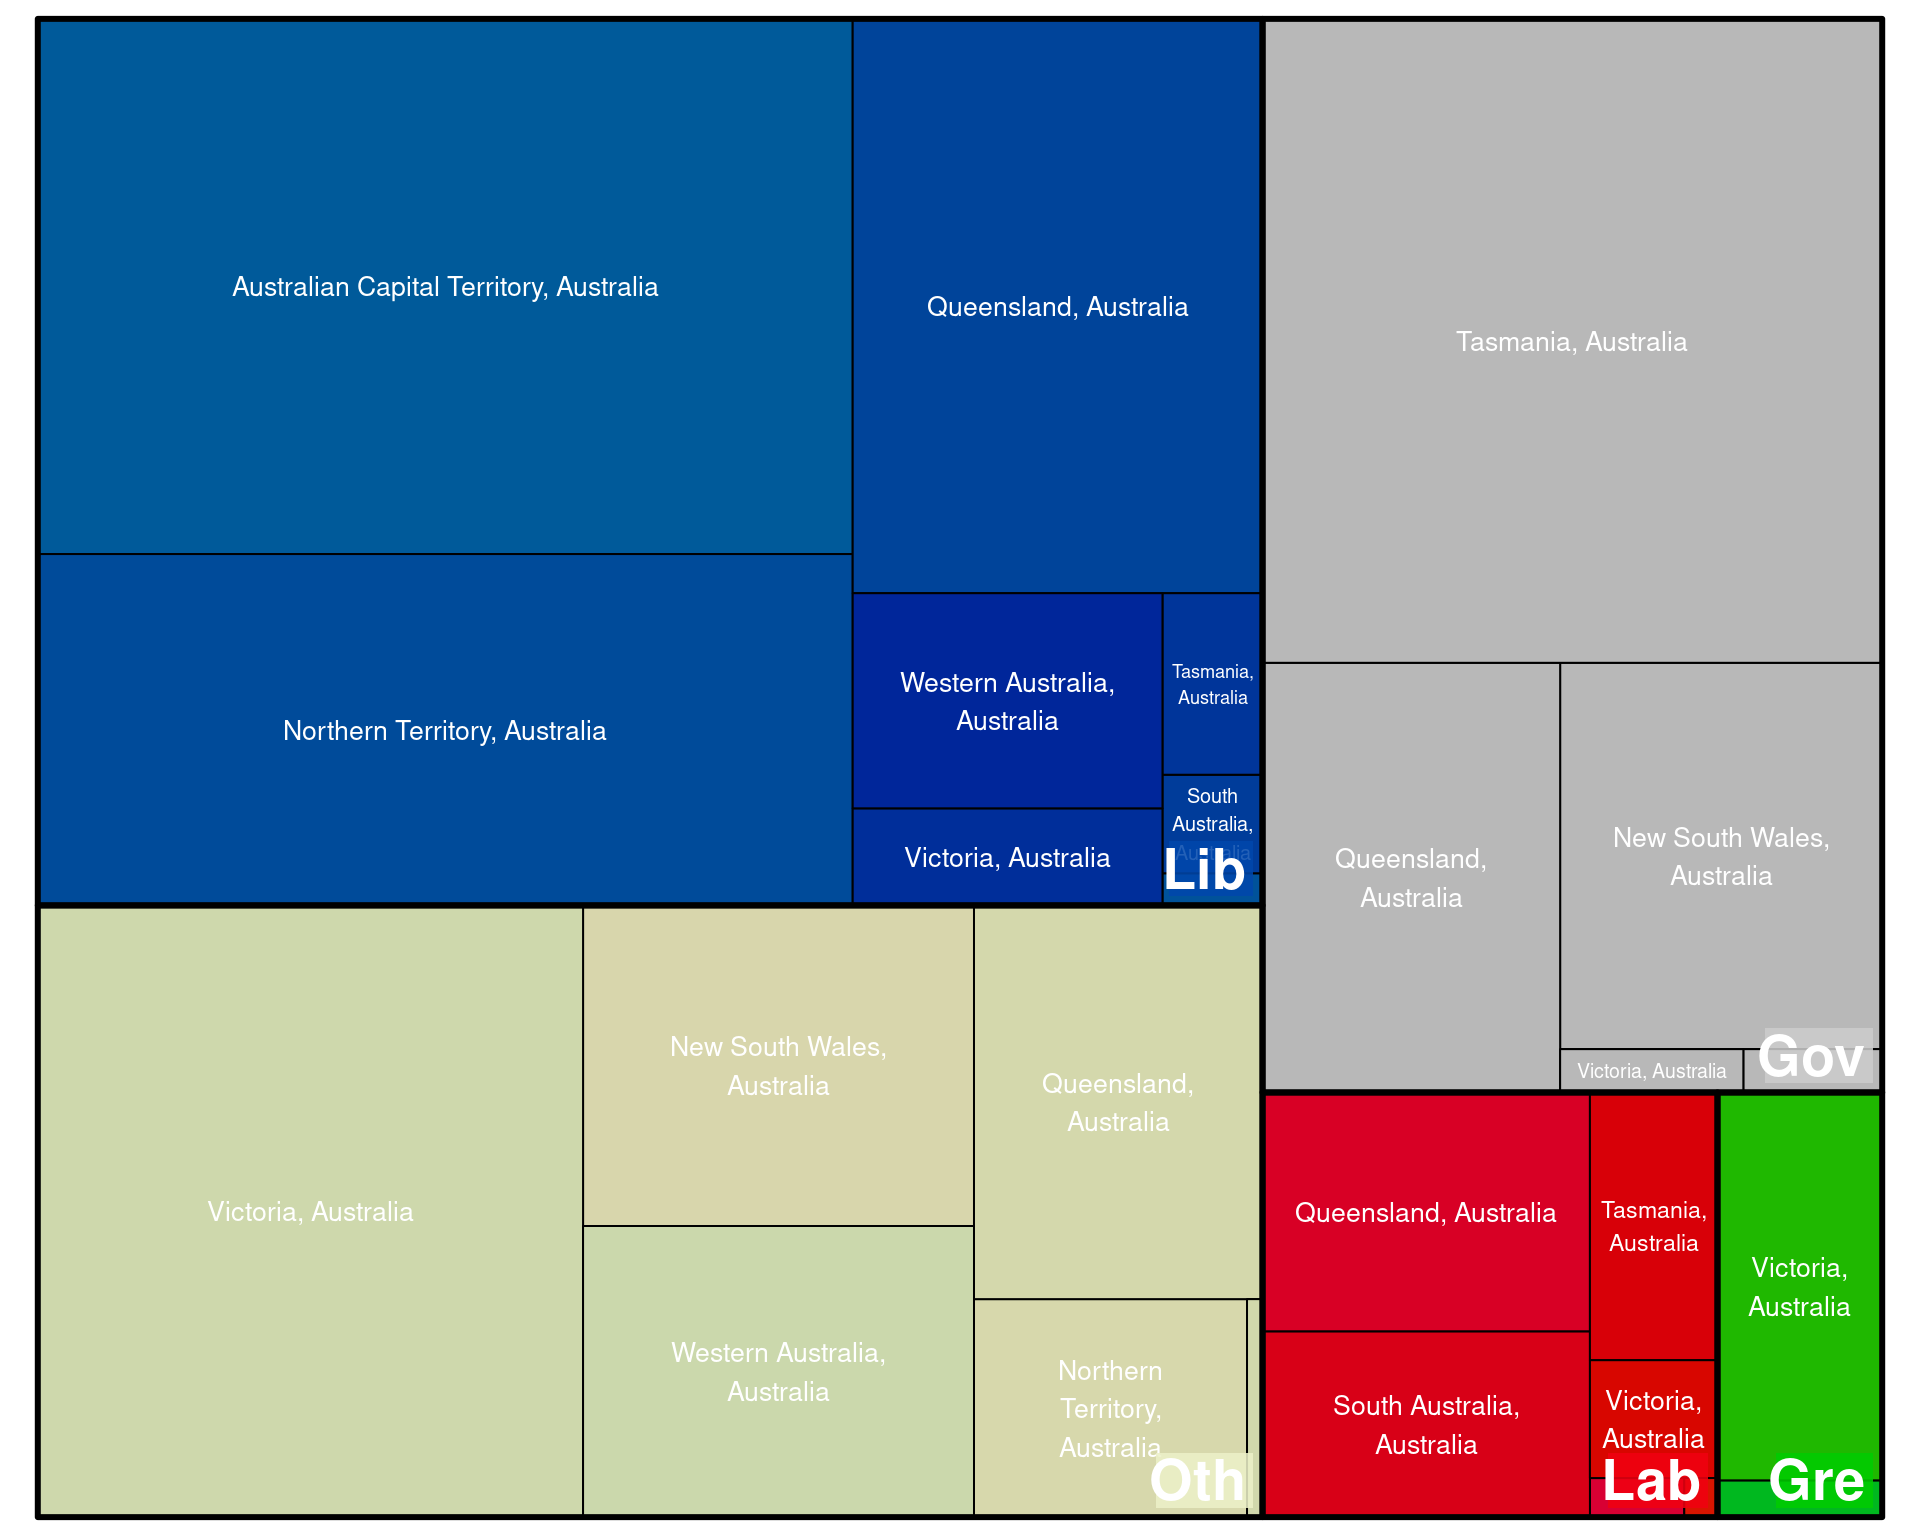 Australian Capital Territory, Australia
Queensland, Australia
Tasmania, Australia
Northern Territory, Australia
Western Australia,
Australia
Tasmania,
Australia
South
Australia,
Australia
Victoria, Australia
Lib
Queensland,
Australia
New South Wales,
Australia
Victoria, Australia
Gov
Victoria, Australia
New South Wales,
Australia
Queensland,
Australia
Western Australia,
Australia
Northern
Territory,
Australia
Oth
Queensland, Australia
Tasmania,
Australia
South Australia,
Australia
Victoria,
Australia
Lab
Victoria,
Australia
Gre